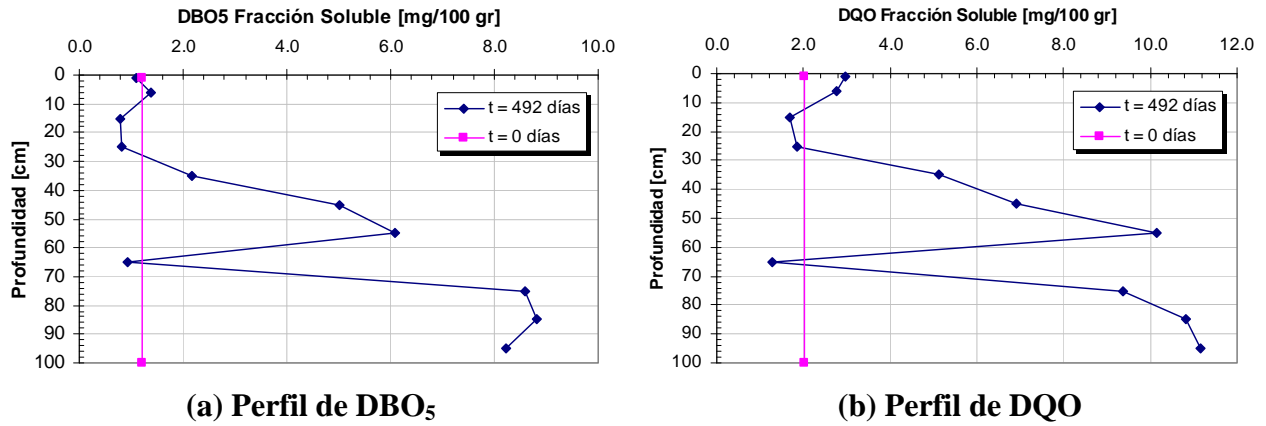 DBO5 Fracción Soluble [mg/100 gr]
0.0 2.0 4.0 6.0 8.0 10.0
0
10
20
30
40
50
60
70
80
90
100
Profundidad [cm]
t = 492 días
t = 0 días
(a) Perfil de DBO₅
DQO Fracción Soluble [mg/100 gr]
0.0 2.0 4.0 6.0 8.0 10.0 12.0
0
10
20
30
40
50
60
70
80
90
100
Profundidad [cm]
t = 492 días
t = 0 días
(b) Perfil de DQO